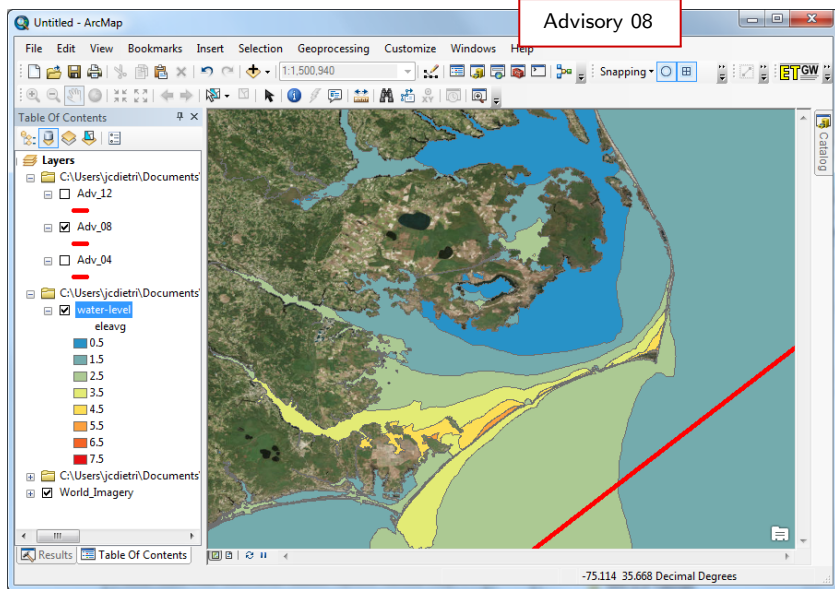 Untitled - ArcMap
Advisory 08
File Edit View Bookmarks Insert Selection Geoprocessing Customize Windows Help
1:1,500,940
Snapping
ET GW
Table Of Contents
Catalog
Layers
C:\Users\jcdietri\Documents'
Adv_12
Adv_08
Adv_04
C:\Users\jcdietri\Documents'
water-level
eleavg
0.5
1.5
2.5
3.5
4.5
5.5
6.5
7.5
C:\Users\jcdietri\Documents'
World_Imagery
Results Table Of Contents
-75.114 35.668 Decimal Degrees